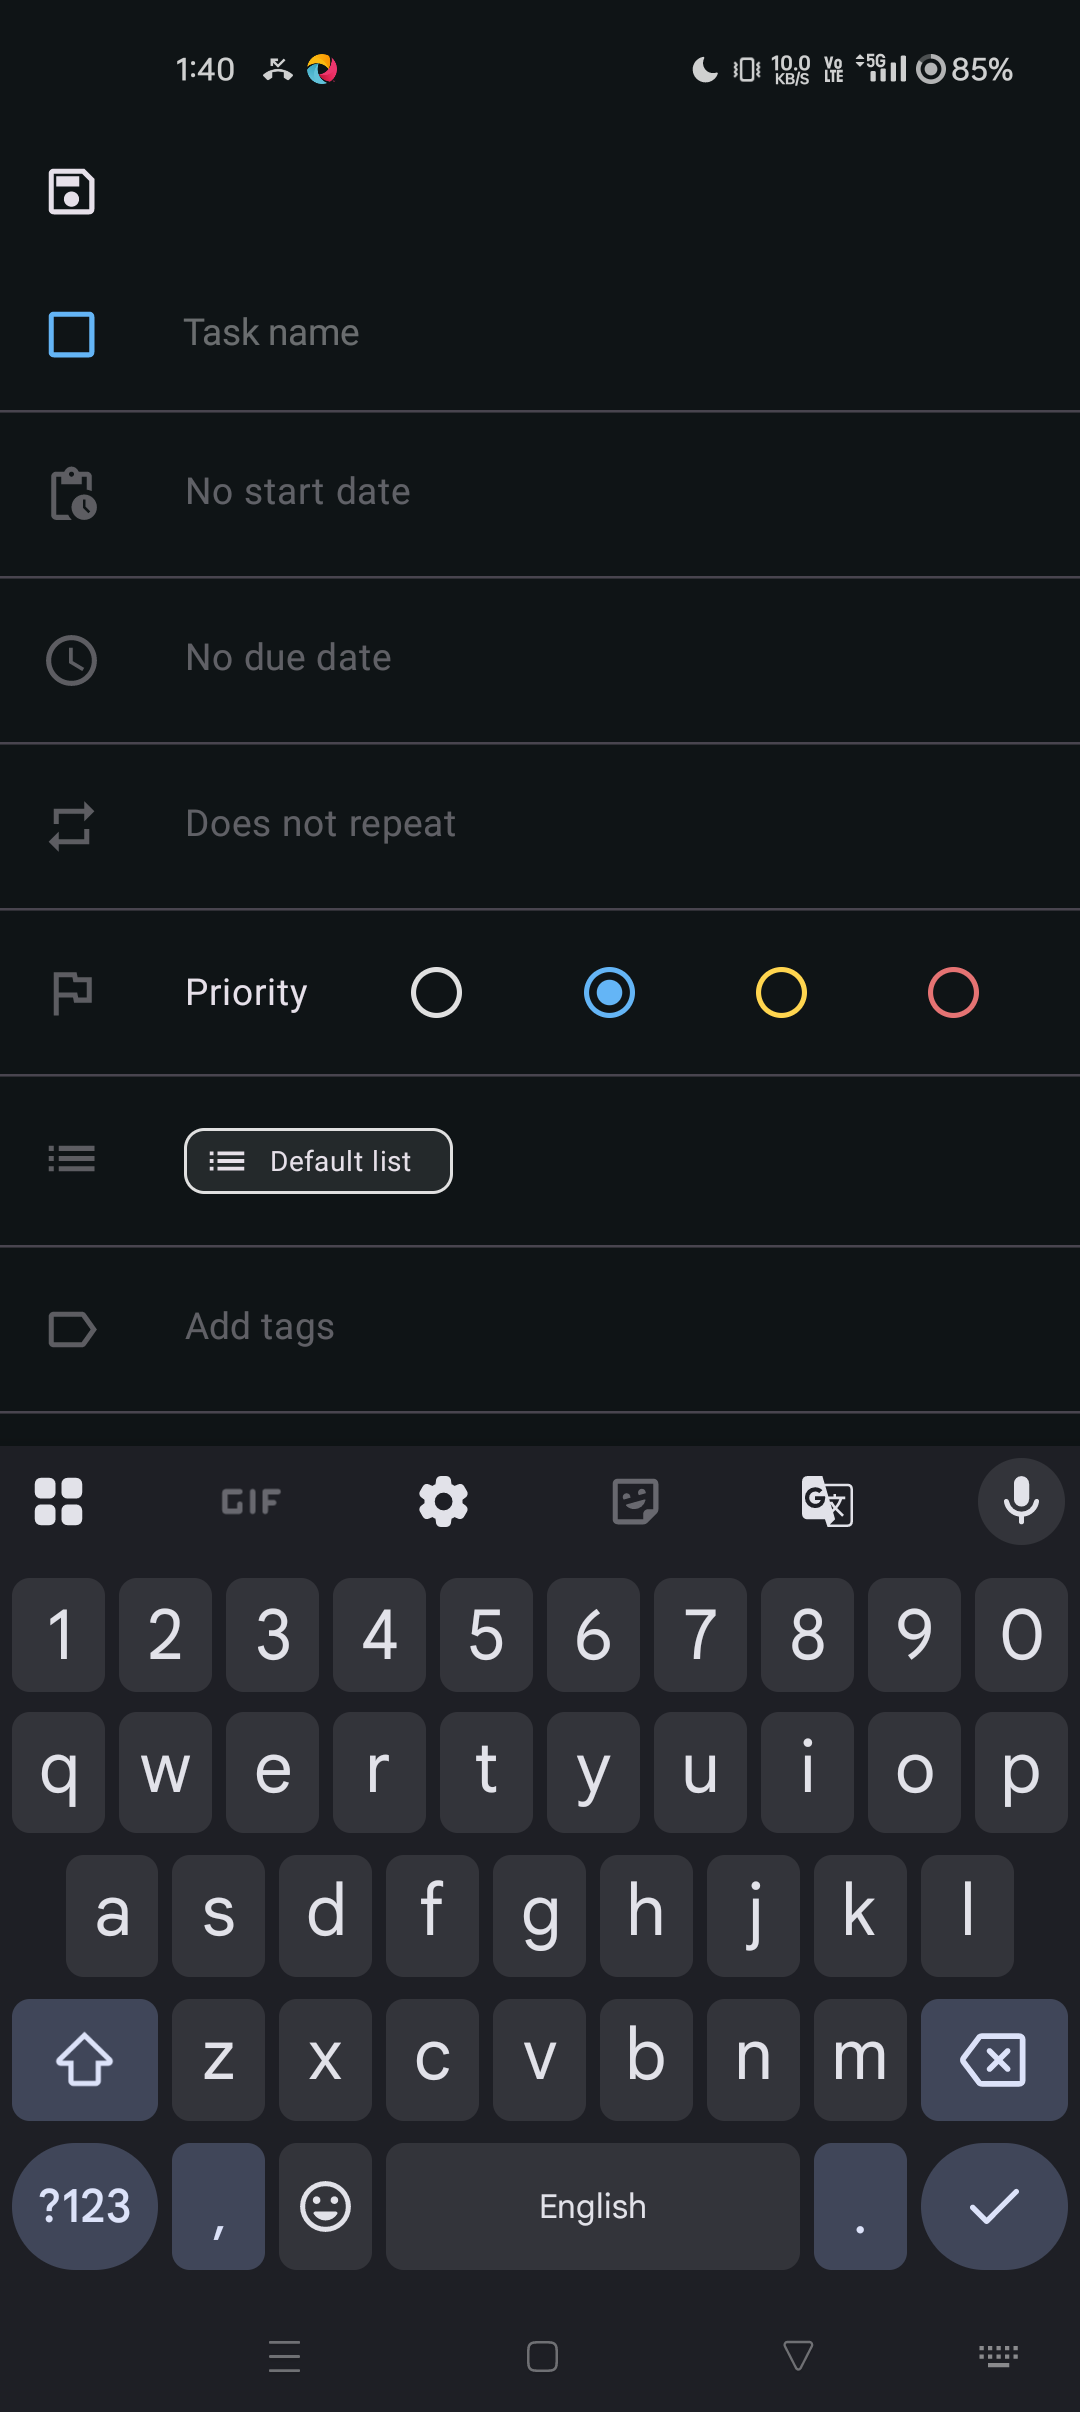 1:40 10.0 KB/S Vo LTE 5G 85%
Task name
No start date
No due date
Does not repeat
Priority
Default list
Add tags
GIF G
1 2 3 4 5 6 7 8 9 0
q w e r t y u i o p
a s d f g h j k l
z x c v b n m
?123 , English .